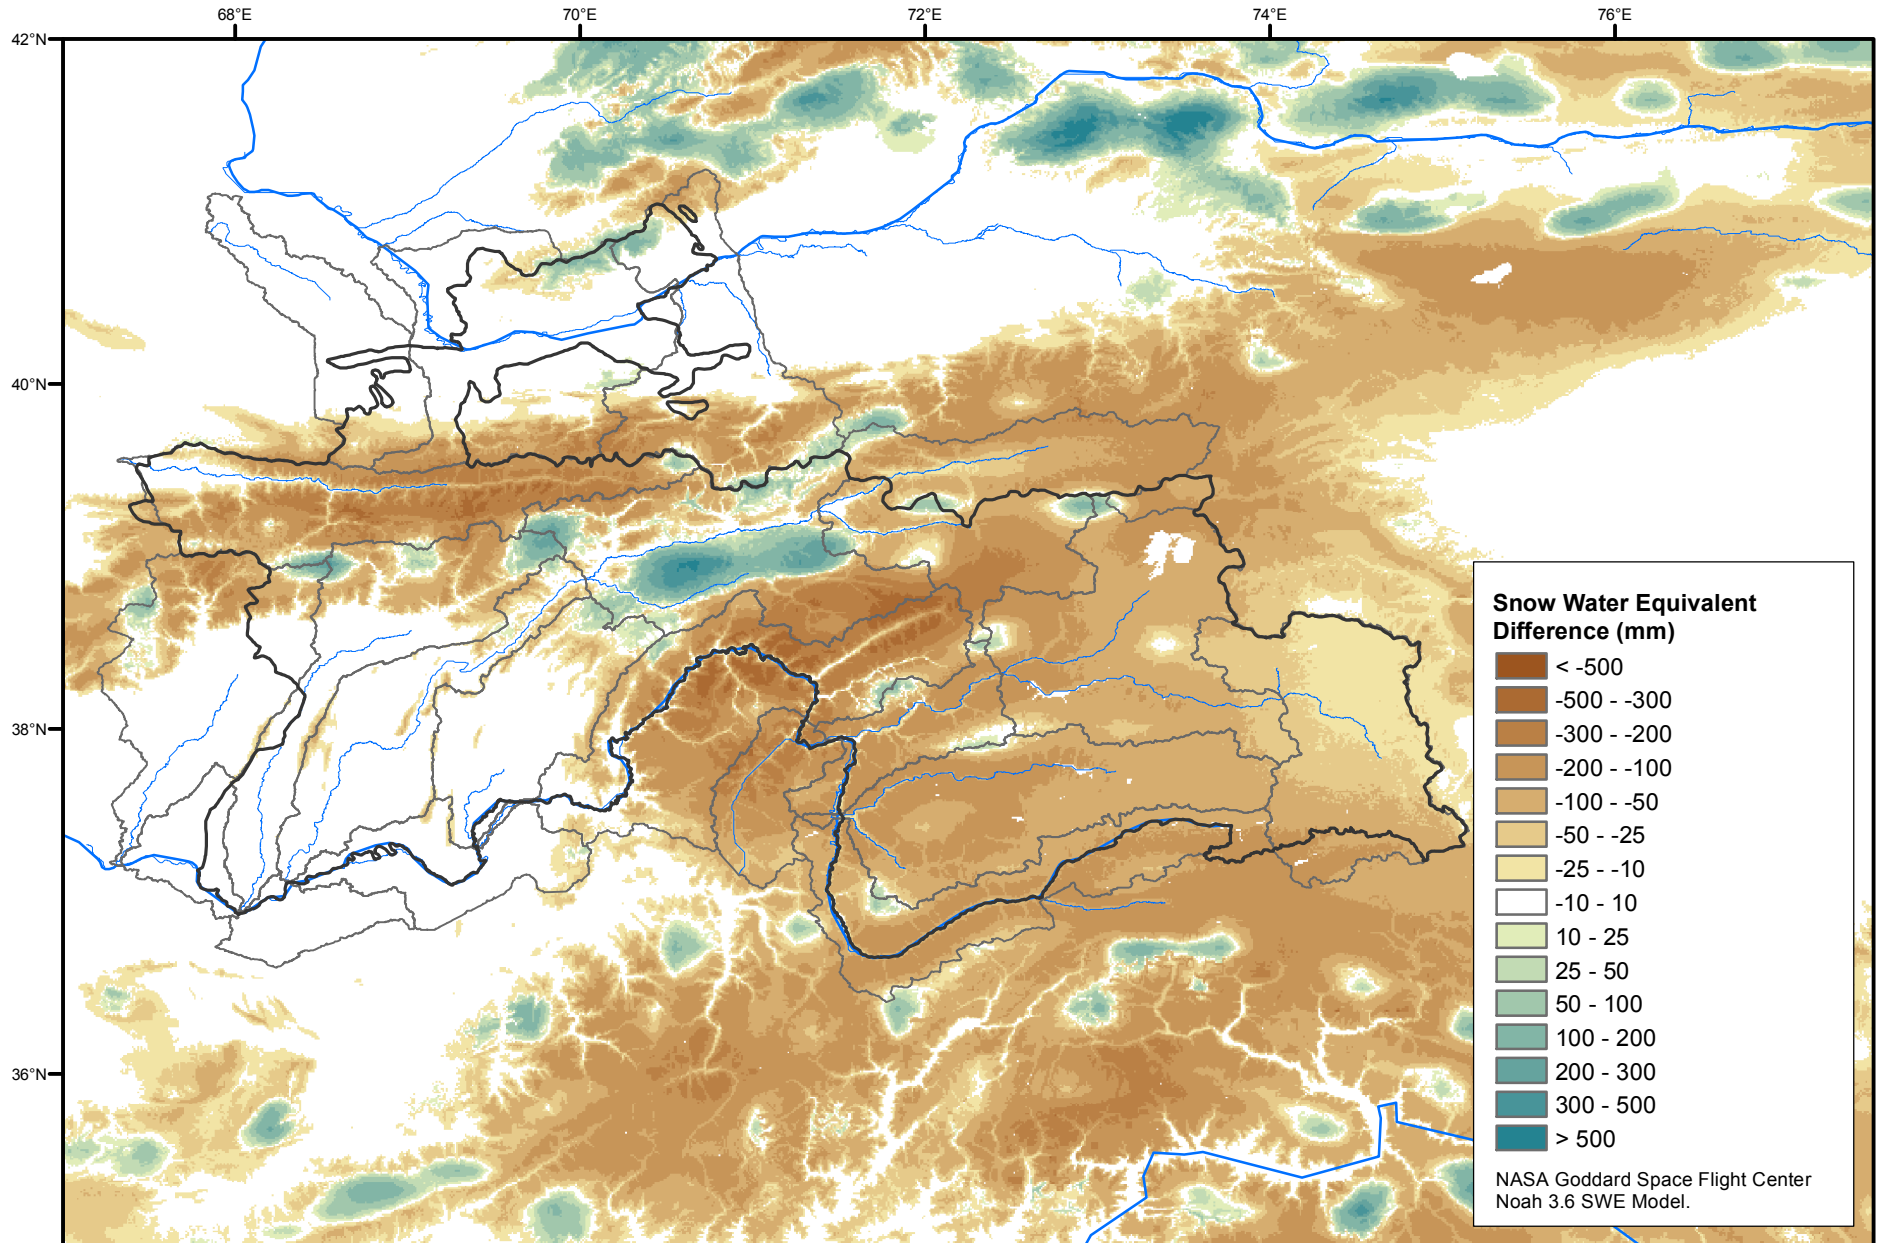 68°E 70°E 72°E 74°E 76°E
42°N
40°N
38°N
36°N
Snow Water Equivalent
Difference (mm)
< -500
-500 - -300
-300 - -200
-200 - -100
-100 - -50
-50 - -25
-25 - -10
-10 - 10
10 - 25
25 - 50
50 - 100
100 - 200
200 - 300
300 - 500
> 500
NASA Goddard Space Flight Center
Noah 3.6 SWE Model.